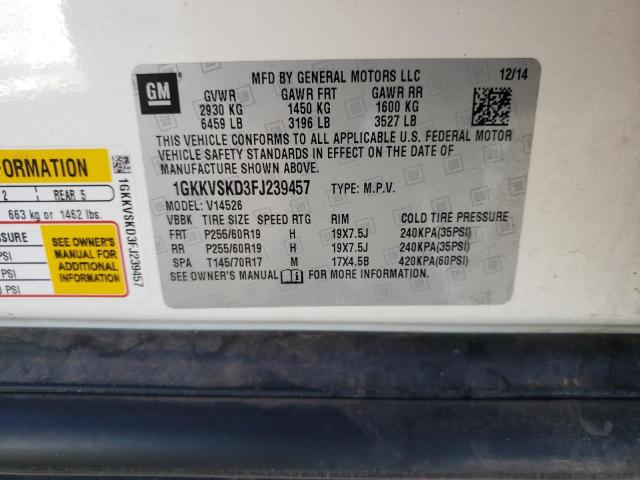 GM
MFD BY GENERAL MOTORS LLC 12/14
GVWR GAWR FRT GAWR RR
2930 KG 1450 KG 1600 KG
6459 LB 3196 LB 3527 LB
THIS VEHICLE CONFORMS TO ALL APPLICABLE U.S. FEDERAL MOTOR
VEHICLE SAFETY STANDARDS IN EFFECT ON THE DATE OF
MANUFACTURE SHOWN ABOVE.
1GKKVSKD3FJ239457 TYPE: M.P.V.
MODEL: V14526
VBBK TIRE SIZE SPEED RTG RIM COLD TIRE PRESSURE
FRT P255/60R19 H 19X7.5J 240KPA(35PSI)
RR P255/60R19 H 19X7.5J 240KPA(35PSI)
SPA T145/70R17 M 17X4.5B 420KPA(60PSI)
SEE OWNER'S MANUAL FOR MORE INFORMATION.
FORMATION
2 REAR 5
663 kg or 1462 lbs.
SSURE
PSI
PSI
PSI
SEE OWNER'S
MANUAL FOR
ADDITIONAL
INFORMATION
1GKKVSKD3FJ239457